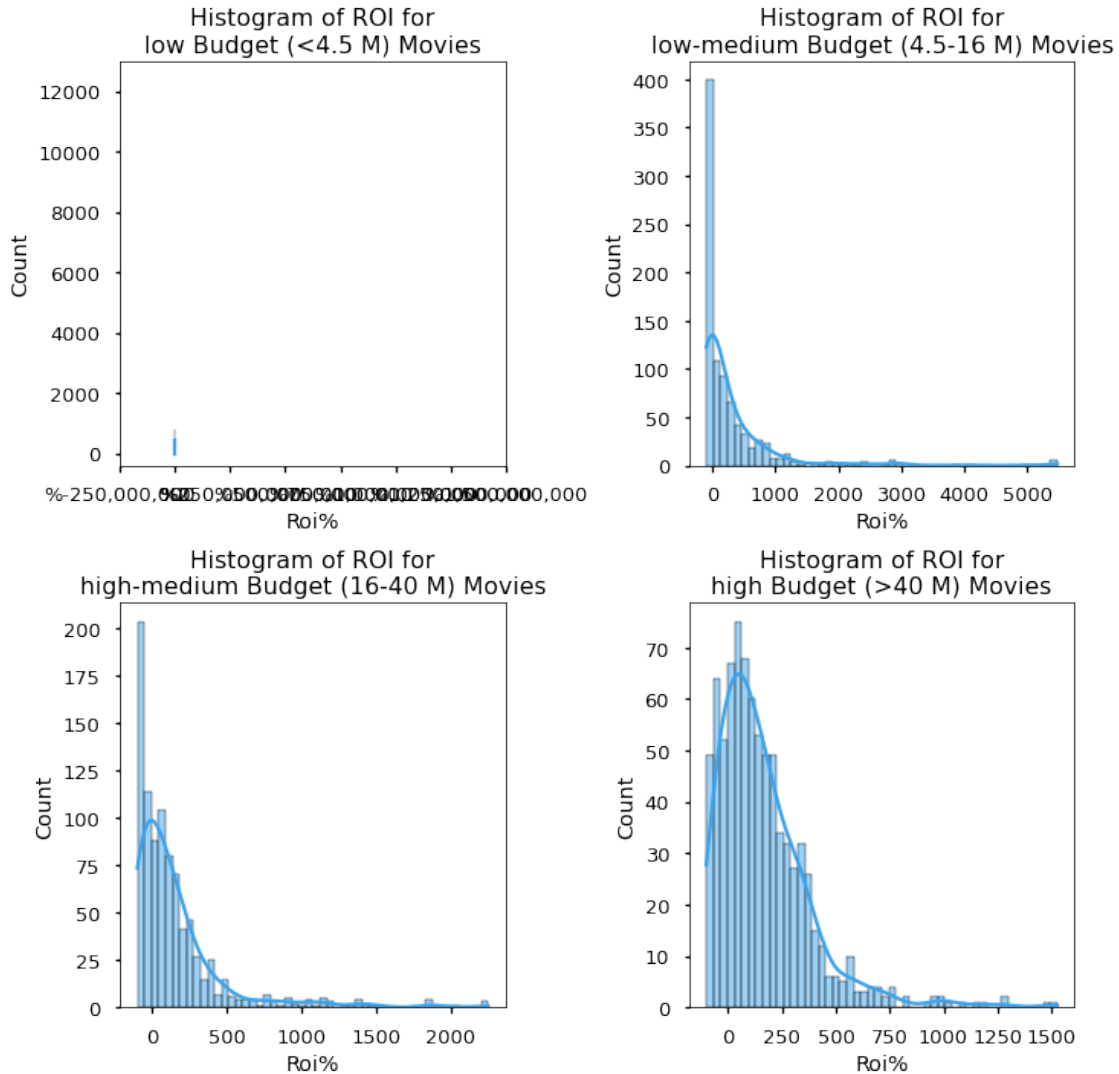 Histogram of ROI for
low Budget (<4.5 M) Movies
12000
10000
8000
6000
4000
2000
0
Count
Roi%
Histogram of ROI for
low-medium Budget (4.5-16 M) Movies
400
350
300
250
200
150
100
50
0
Count
0 1000 2000 3000 4000 5000
Roi%
Histogram of ROI for
high-medium Budget (16-40 M) Movies
200
175
150
125
100
75
50
25
0
Count
0 500 1000 1500 2000
Roi%
Histogram of ROI for
high Budget (>40 M) Movies
70
60
50
40
30
20
10
0
Count
0 250 500 750 1000 1250 1500
Roi%